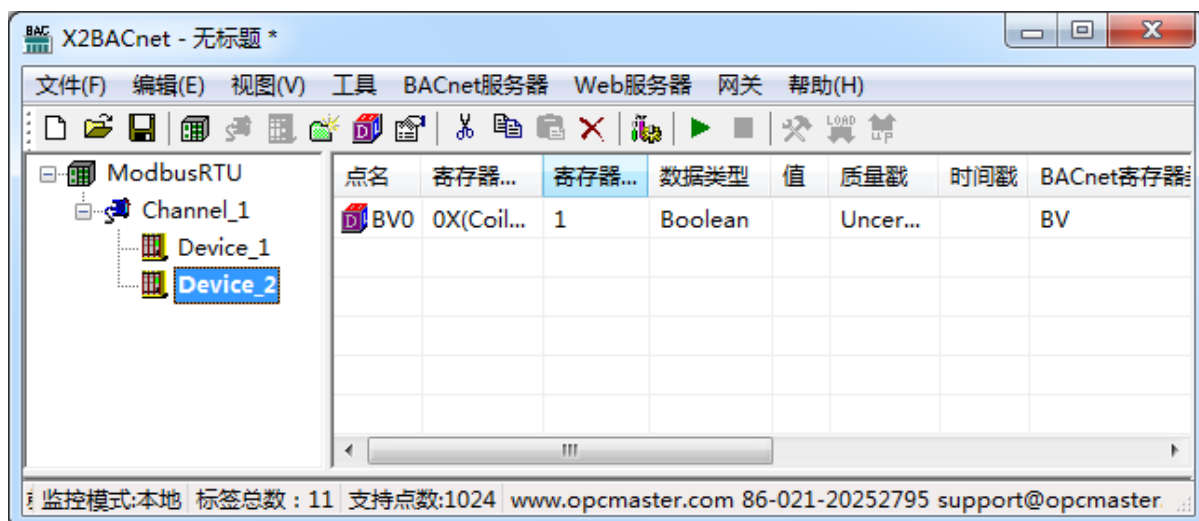 X2BACnet - 无标题 *
文件(F) 编辑(E) 视图(V) 工具 BACnet服务器 Web服务器 网关 帮助(H)
ModbusRTU
Channel_1
Device_1
Device_2
点名 寄存器... 寄存器... 数据类型 值 质量戳 时间戳 BACnet寄存器
BV0 0X(Coil... 1 Boolean Uncer... BV
监控模式:本地 标签总数：11 支持点数:1024 www.opcmaster.com 86-021-20252795 support@opcmaster.